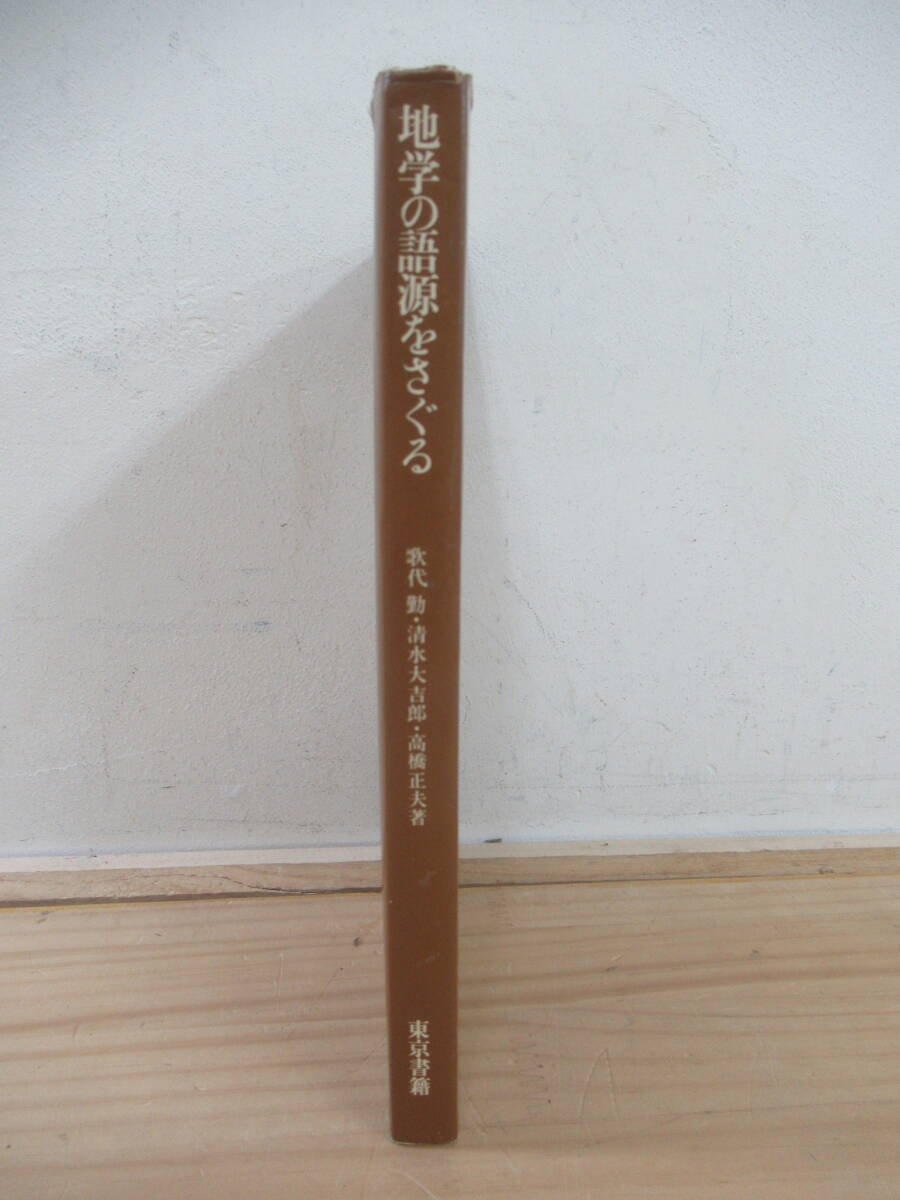 地学の語源をさぐる
歌代 勤・清水大吉郎・高橋正夫著
東京書籍